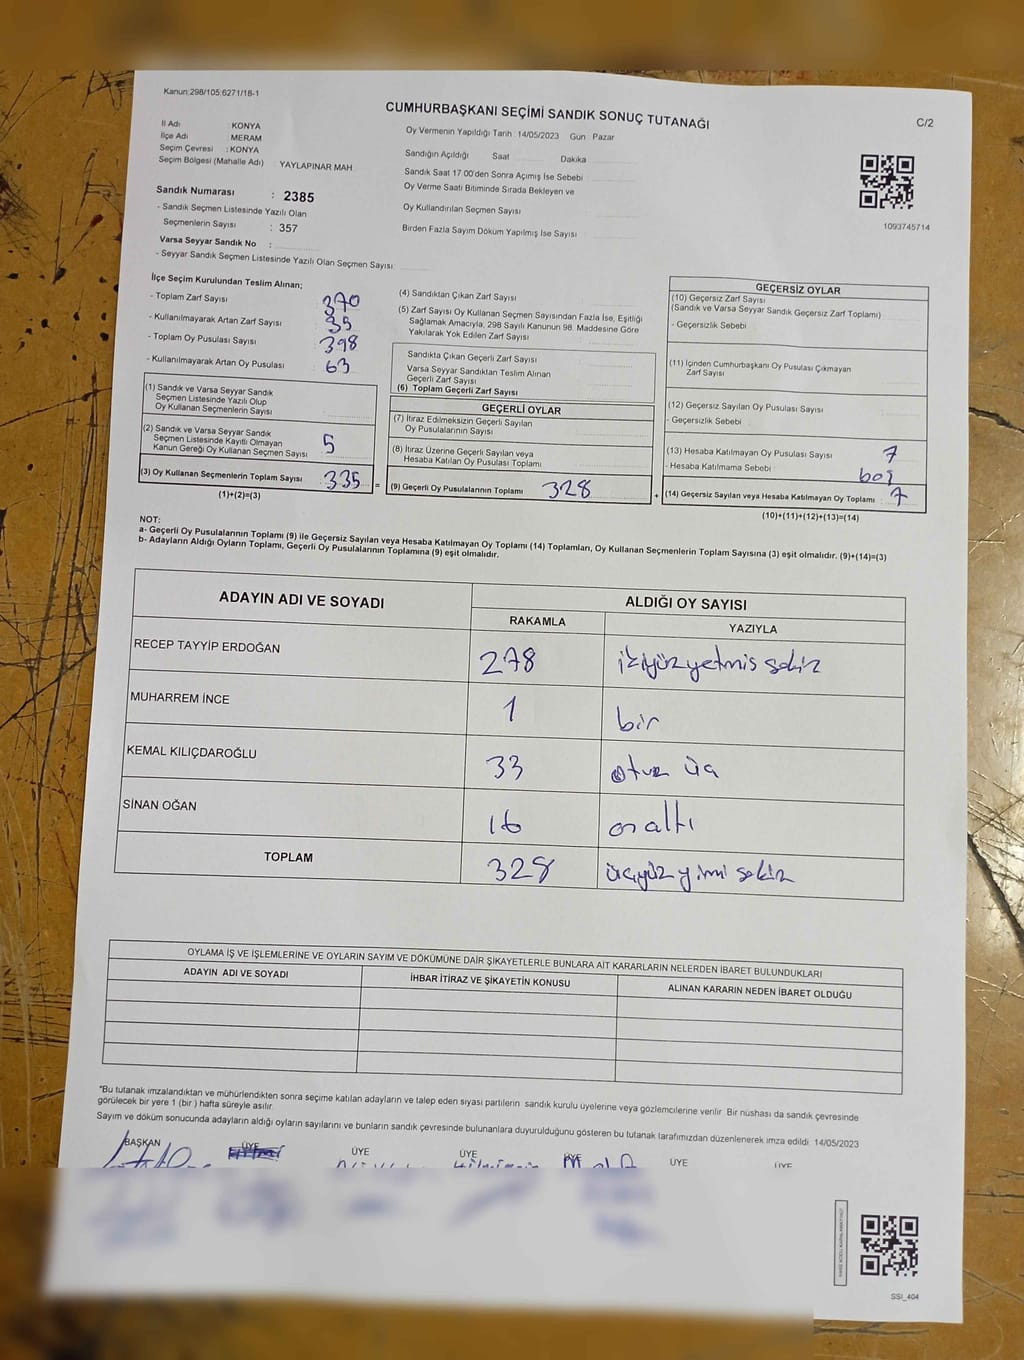 Kanun:298/105:6271/18-1
CUMHURBAŞKANI SEÇİMİ SANDIK SONUÇ TUTANAĞI
C/2
İl Adı : KONYA
İlçe Adı : MERAM
Seçim Çevresi : KONYA
Seçim Bölgesi (Mahalle Adı) YAYLAPINAR MAH
Oy Vermenin Yapıldığı Tarih : 14/05/2023 Gün Pazar
Sandığın Açıldığı Saat Dakika
Sandık Saat 17:00'den Sonra Açımış İse Sebebi
Oy Verme Saati Bitiminde Sırada Bekleyen ve
Oy Kullandırılan Seçmen Sayısı
Birden Fazla Sayım Döküm Yapılmış İse Sayısı
1093745714
Sandık Numarası : 2385
- Sandık Seçmen Listesinde Yazılı Olan
Seçmenlerin Sayısı : 357
Varsa Seyyar Sandık No :
- Seyyar Sandık Seçmen Listesinde Yazılı Olan Seçmen Sayısı
İlçe Seçim Kurulundan Teslim Alınan;
- Toplam Zarf Sayısı 370
- Kullanılmayarak Artan Zarf Sayısı 35
- Toplam Oy Pusulası Sayısı 398
- Kullanılmayarak Artan Oy Pusulası 63
(1) Sandık ve Varsa Seyyar Sandık
Seçmen Listesinde Yazılı Olup
Oy Kullanan Seçmenlerin Sayısı
(2) Sandık ve Varsa Seyyar Sandık
Seçmen Listesinde Kayıtlı Olmayan
Kanun Gereği Oy Kullanan Seçmen Sayısı 5
(3) Oy Kullanan Seçmenlerin Toplam Sayısı 335 =
(1)+(2)=(3)
(4) Sandıktan Çıkan Zarf Sayısı
(5) Zarf Sayısı Oy Kullanan Seçmen Sayısından Fazla İse, Eşitliği
Sağlamak Amacıyla, 298 Sayılı Kanunun 98. Maddesine Göre
Yakılarak Yok Edilen Zarf Sayısı
Sandıkta Çıkan Geçerli Zarf Sayısı
Varsa Seyyar Sandıktan Teslim Alınan
Geçerli Zarf Sayısı
(6) Toplam Geçerli Zarf Sayısı
GEÇERLİ OYLAR
(7) İtiraz Edilmeksizin Geçerli Sayılan
Oy Pusulalarının Sayısı
(8) İtiraz Üzerine Geçerli Sayılan veya
Hesaba Katılan Oy Pusulası Toplamı
(9) Geçerli Oy Pusulalarının Toplamı 328 +
GEÇERSİZ OYLAR
(10) Geçersiz Zarf Sayısı
(Sandık ve Varsa Seyyar Sandık Geçersiz Zarf Toplamı)
- Geçersizlik Sebebi
(11) İçinden Cumhurbaşkanı Oy Pusulası Çıkmayan
Zarf Sayısı
(12) Geçersiz Sayılan Oy Pusulası Sayısı
- Geçersizlik Sebebi
(13) Hesaba Katılmayan Oy Pusulası Sayısı 7
- Hesaba Katılmama Sebebi boş
(14) Geçersiz Sayılan veya Hesaba Katılmayan Oy Toplamı 7
(10)+(11)+(12)+(13)=(14)
NOT:
a- Geçerli Oy Pusulalarının Toplamı (9) ile Geçersiz Sayılan veya Hesaba Katılmayan Oy Toplamı (14) Toplamları, Oy Kullanan Seçmenlerin Toplam Sayısına (3) eşit olmalıdır. (9)+(14)=(3)
b- Adayların Aldığı Oyların Toplamı, Geçerli Oy Pusulalarının Toplamına (9) eşit olmalıdır.
ADAYIN ADI VE SOYADI
ALDIĞI OY SAYISI
RAKAMLA YAZIYLA
RECEP TAYYİP ERDOĞAN 278 ikiyüzyetmis sekiz
MUHARREM İNCE 1 bir
KEMAL KILIÇDAROĞLU 33 otuz üç
SİNAN OĞAN 16 on altı
TOPLAM 328 üçyüz yirmi sekiz
OYLAMA İŞ VE İŞLEMLERİNE VE OYLARIN SAYIM VE DÖKÜMÜNE DAİR ŞİKAYETLERLE BUNLARA AİT KARARLARIN NELERDEN İBARET BULUNDUKLARI
ADAYIN ADI VE SOYADI
İHBAR İTİRAZ VE ŞİKAYETİN KONUSU
ALINAN KARARIN NEDEN İBARET OLDUĞU
"Bu tutanak imzalandıktan ve mühürlendikten sonra seçime katılan adayların ve talep eden siyasi partilerin sandık kurulu üyelerine veya gözlemcilerine verilir. Bir nüshası da sandık çevresinde
görülecek bir yere 1 (bir ) hafta süreyle asılır.
Sayım ve döküm sonucunda adayların aldığı oyların sayılarını ve bunların sandık çevresinde bulunanlara duyurulduğunu gösteren bu tutanak tarafımızdan düzenlenerek imza edildi 14/05/2023
BAŞKAN ÜYE ÜYE ÜYE ÜYE ÜYE ÜYE
SSI_404